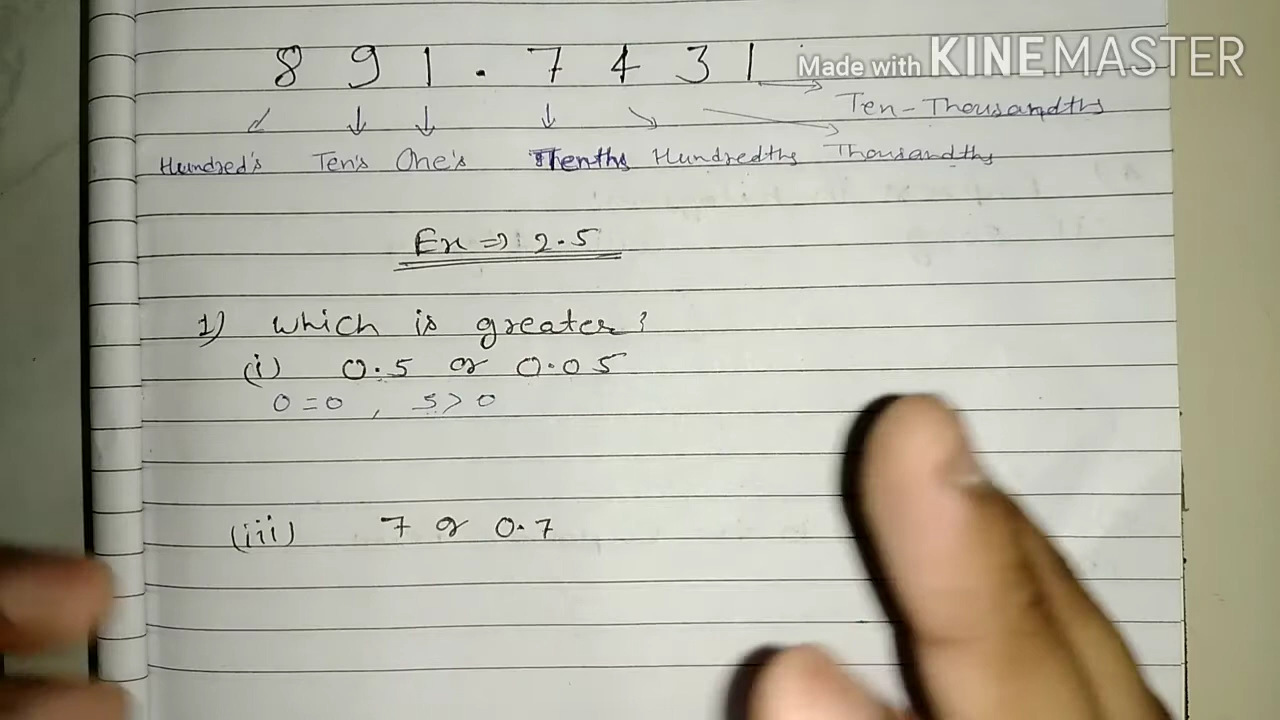 8 9 1 . 7 4 3 1
Made with KINEMASTER
Ten-Thousandths
Hundred's Ten's One's Tenths Hundredths Thousandths
Ex => 2.5
1) which is greater?
(i) 0.5 or 0.05
0 = 0 , 5 > 0
(iii) 7 or 0.7